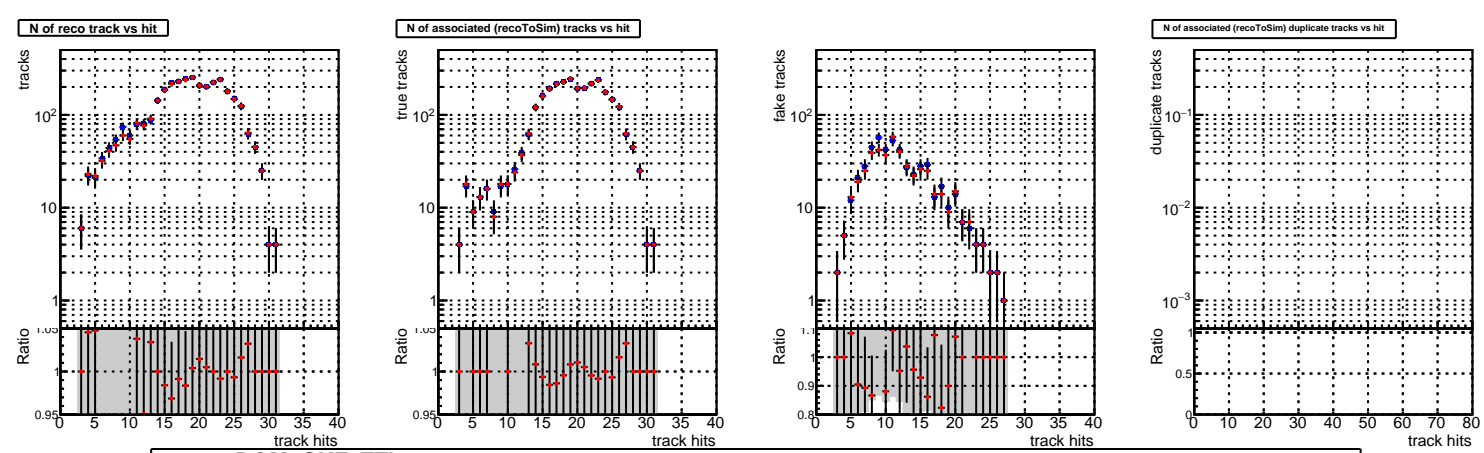 N of reco track vs hit
N of associated (recoToSim) tracks vs hit
N of associated (recoToSim) duplicate tracks vs hit
tracks
10²
10
1
Ratio
1.05
1
0.95
0 5 10 15 20 25 30 35 40
track hits
true tracks
10²
10
1
Ratio
1.05
1
0.95
0 5 10 15 20 25 30 35 40
track hits
fake tracks
10²
10
1
Ratio
1.1
1
0.9
0.8
0 5 10 15 20 25 30 35 40
track hits
duplicate tracks
10⁻¹
10⁻²
10⁻³
Ratio
1
0.5
0
0 10 20 30 40 50 60 70 80
track hits